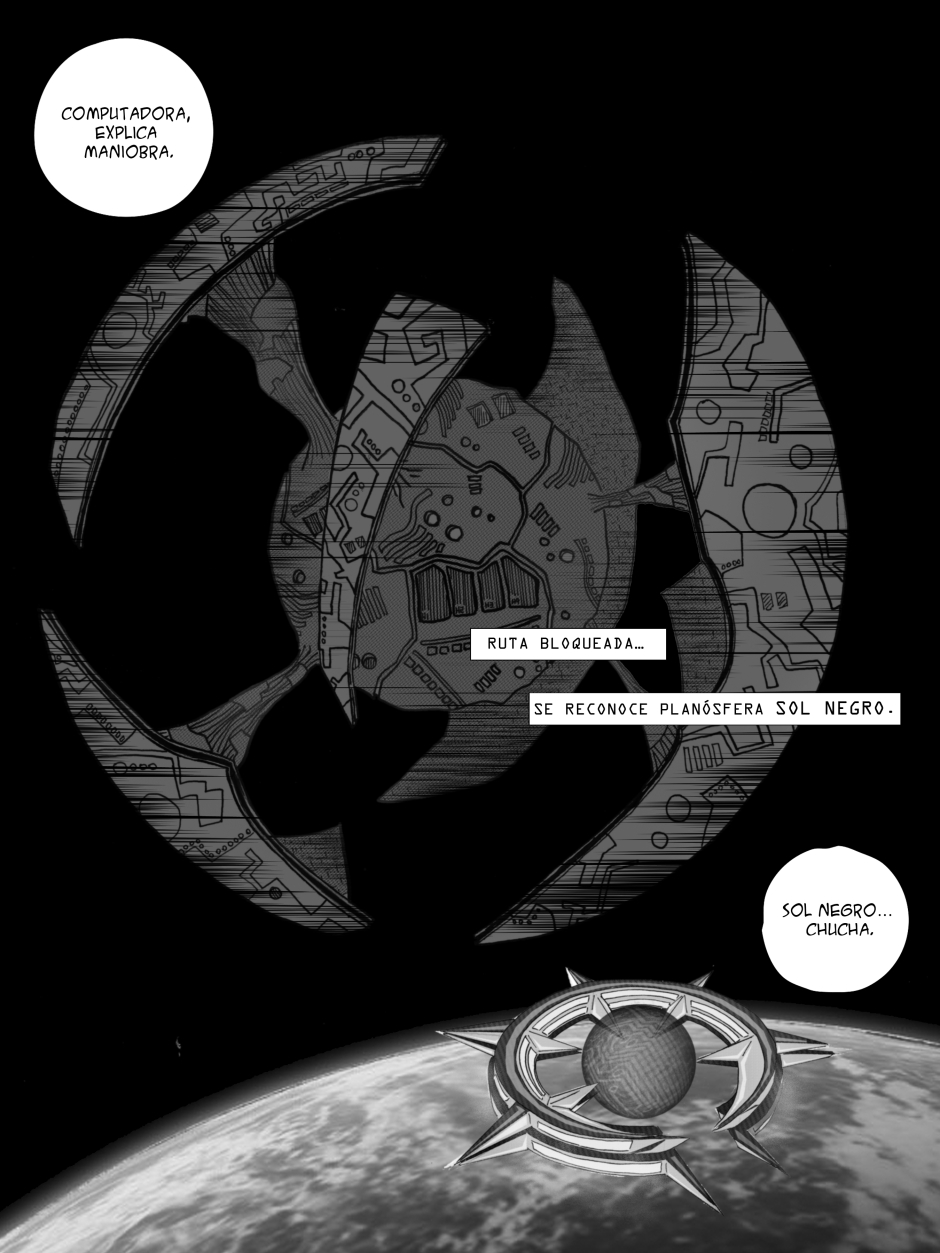 COMPUTADORA,
EXPLICA
MANIOBRA.
RUTA BLOQUEADA...
SE RECONOCE PLANÓSFERA SOL NEGRO.
SOL NEGRO...
CHUCHA.